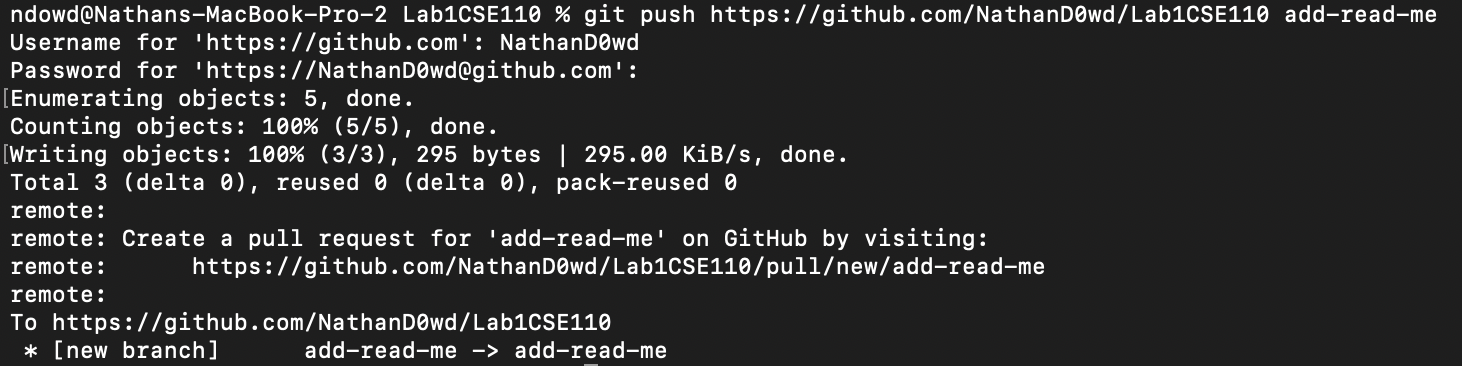 ndowd@Nathans-MacBook-Pro-2 Lab1CSE110 % git push https://github.com/NathanD0wd/Lab1CSE110 add-read-me
Username for 'https://github.com': NathanD0wd
Password for 'https://NathanD0wd@github.com':
[Enumerating objects: 5, done.
Counting objects: 100% (5/5), done.
[Writing objects: 100% (3/3), 295 bytes | 295.00 KiB/s, done.
Total 3 (delta 0), reused 0 (delta 0), pack-reused 0
remote:
remote: Create a pull request for 'add-read-me' on GitHub by visiting:
remote:      https://github.com/NathanD0wd/Lab1CSE110/pull/new/add-read-me
remote:
To https://github.com/NathanD0wd/Lab1CSE110
 * [new branch]      add-read-me -> add-read-me